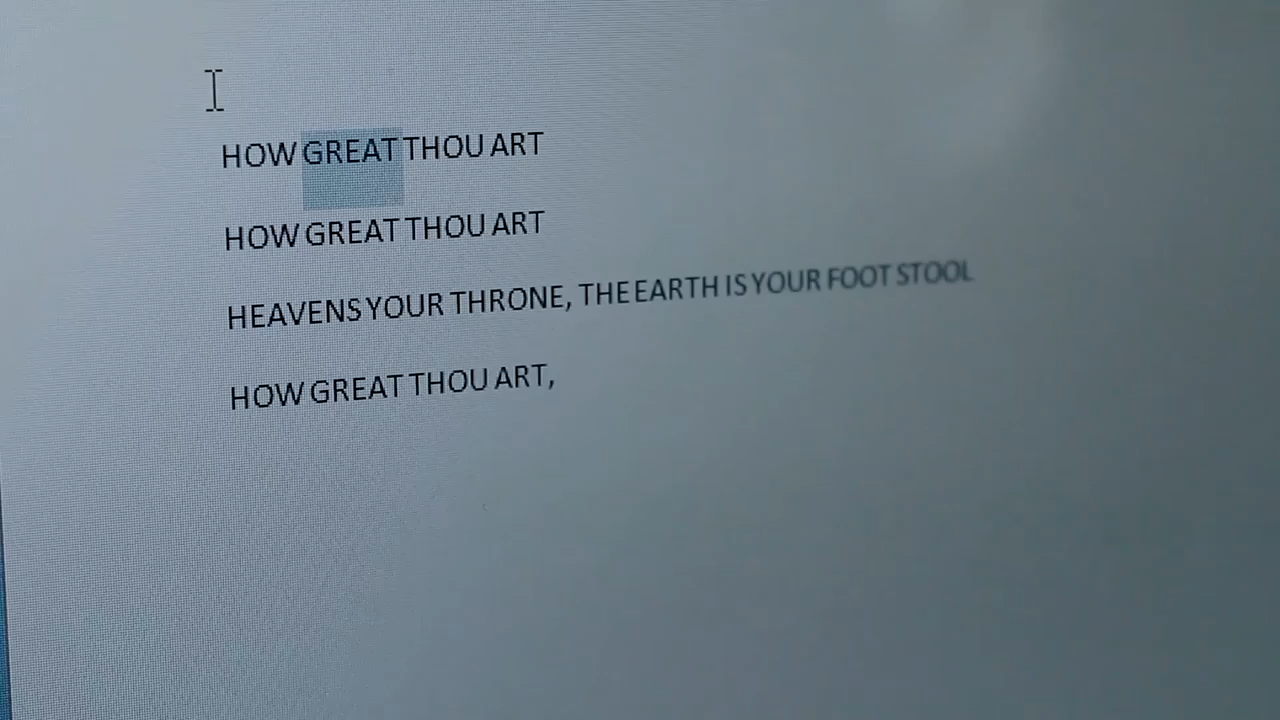 HOW GREAT THOU ART
HOW GREAT THOU ART
HEAVENS YOUR THRONE, THE EARTH IS YOUR FOOT STOOL
HOW GREAT THOU ART,